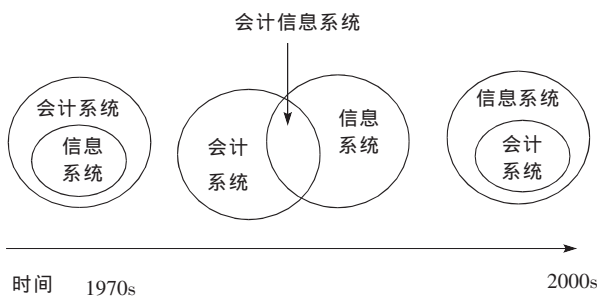 会计信息系统
会计系统
信息
系统
会计
系统
信息
系统
信息系统
会计
系统
时间 1970s 2000s